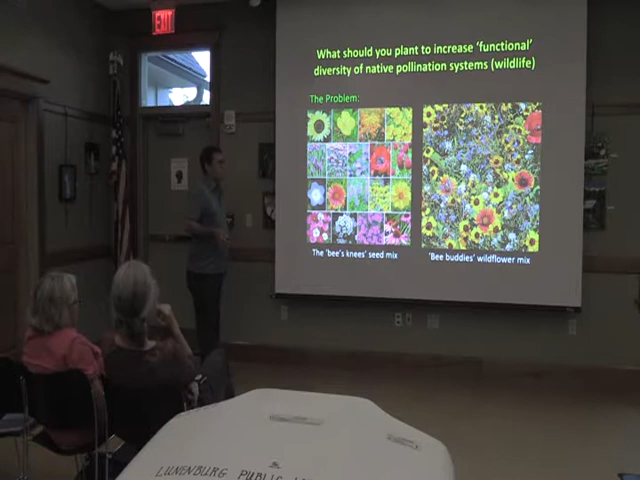 EXIT
What should you plant to increase 'functional'
diversity of native pollination systems (wildlife)
The Problem:
The 'bee's knees' seed mix
'Bee buddies' wildflower mix
LUNENBURG PUBLIC